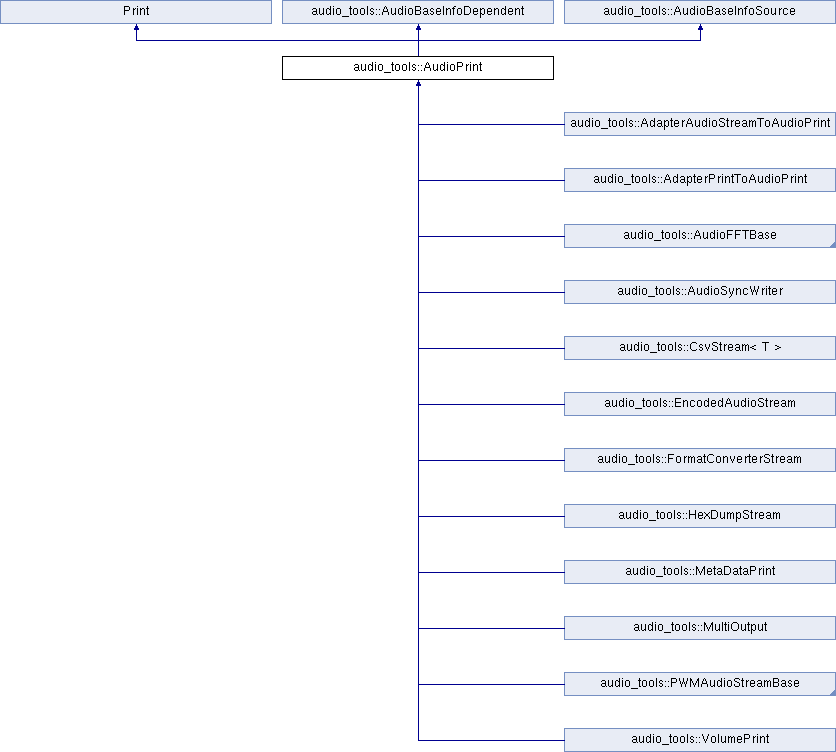 Print
audio_tools::AudioBaseInfoDependent
audio_tools::AudioBaseInfoSource
audio_tools::AudioPrint
audio_tools::AdapterAudioStreamToAudioPrint
audio_tools::AdapterPrintToAudioPrint
audio_tools::AudioFFTBase
audio_tools::AudioSyncWriter
audio_tools::CsvStream< T >
audio_tools::EncodedAudioStream
audio_tools::FormatConverterStream
audio_tools::HexDumpStream
audio_tools::MetaDataPrint
audio_tools::MultiOutput
audio_tools::PWMAudioStreamBase
audio_tools::VolumePrint